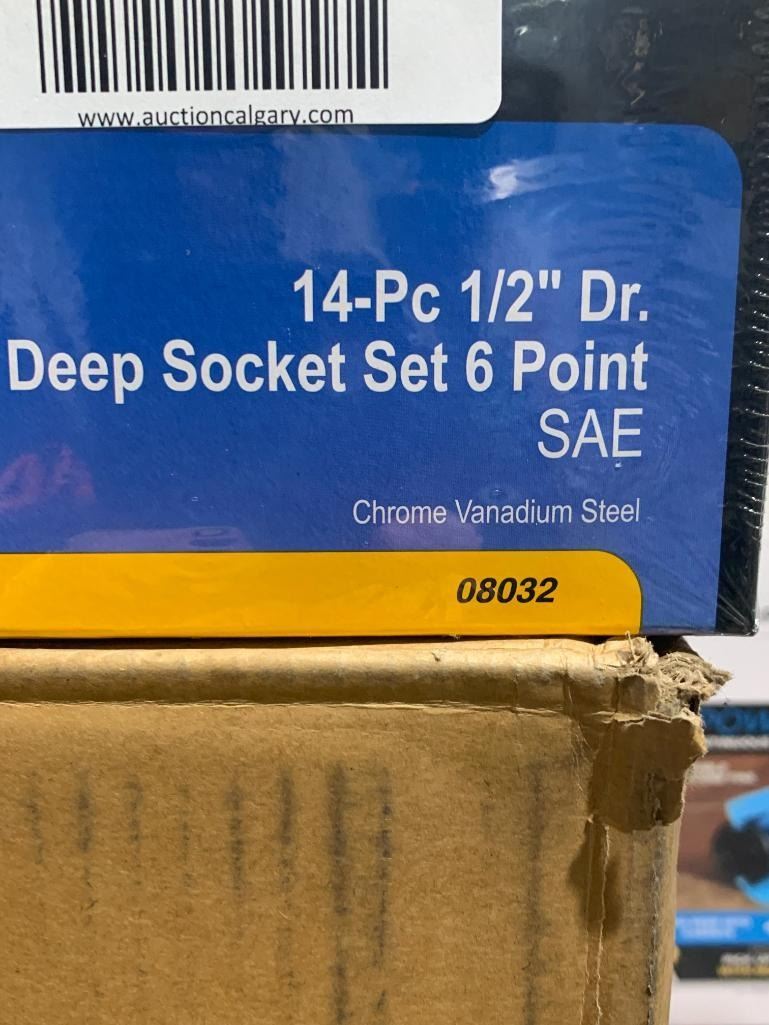 www.auctioncalgary.com
14-Pc 1/2" Dr.
Deep Socket Set 6 Point
SAE
Chrome Vanadium Steel
08032